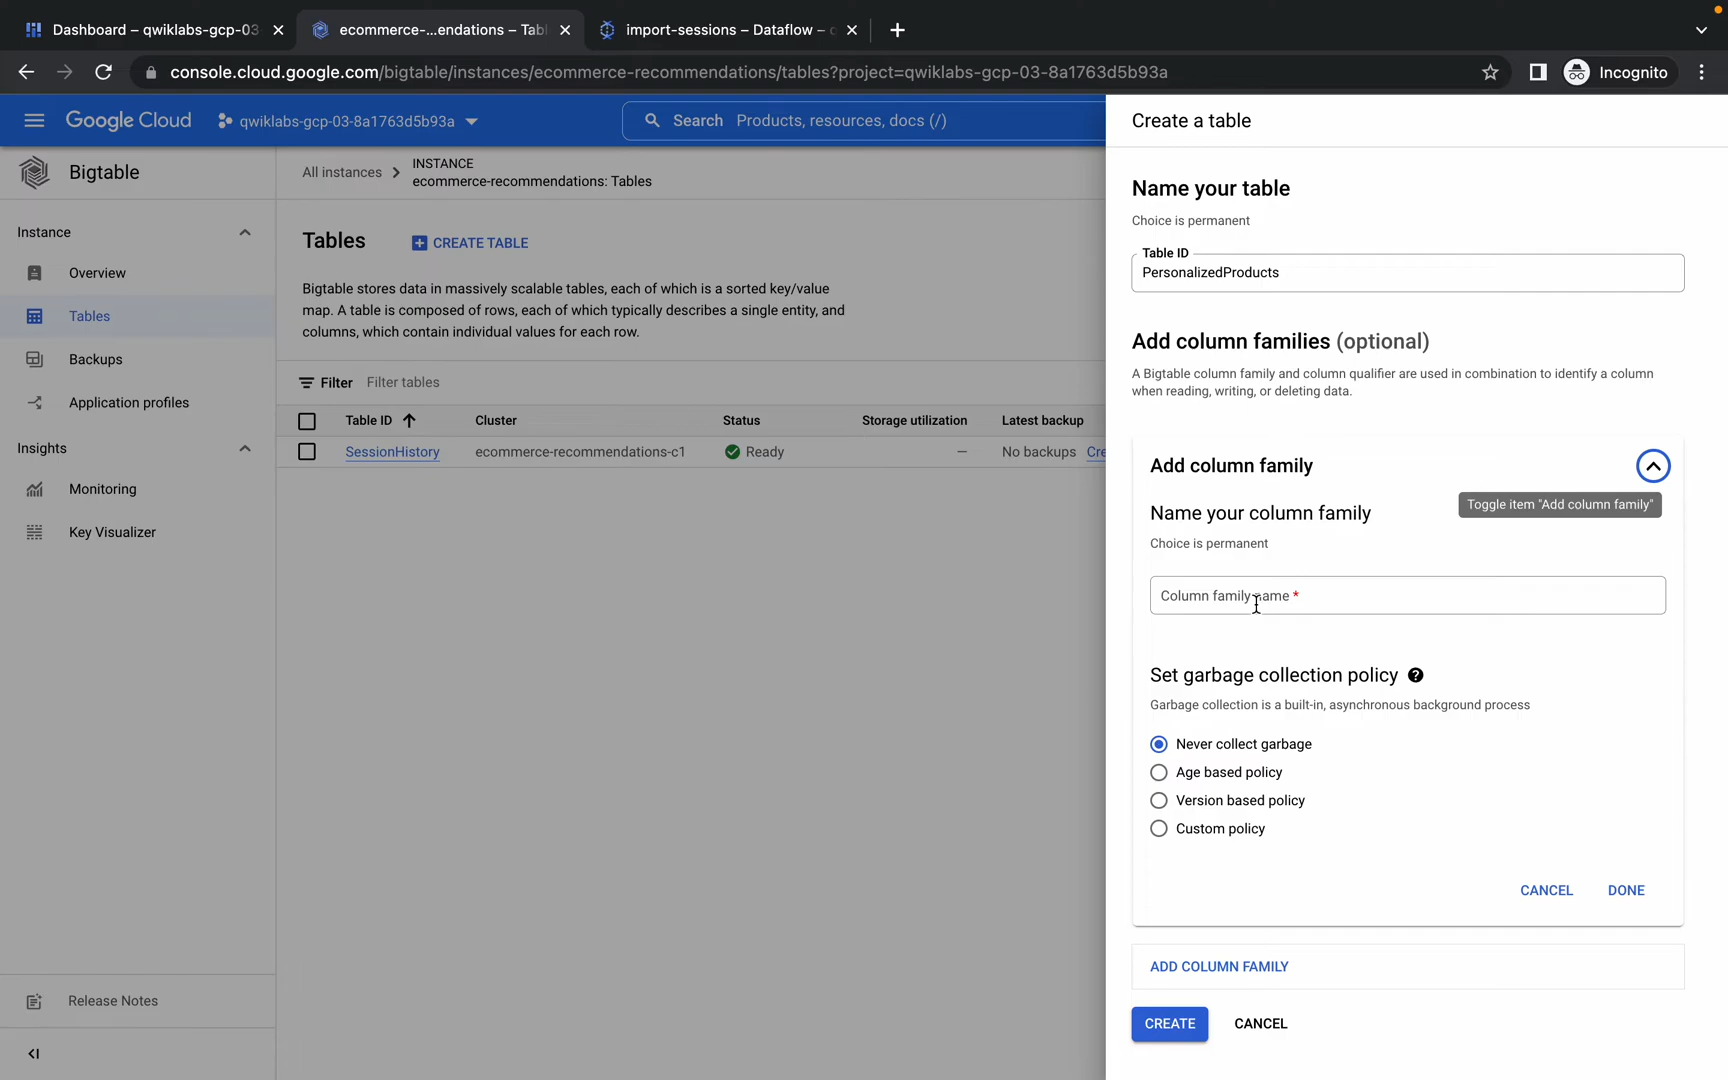 Dashboard – qwiklabs-gcp-03
ecommerce-...endations – Tab
import-sessions – Dataflow –
console.cloud.google.com/bigtable/instances/ecommerce-recommendations/tables?project=qwiklabs-gcp-03-8a1763d5b93a
Incognito
Google Cloud
qwiklabs-gcp-03-8a1763d5b93a
Search Products, resources, docs (/)
Bigtable
All instances
INSTANCE
ecommerce-recommendations: Tables
Instance
Overview
Tables
Backups
Application profiles
Insights
Monitoring
Key Visualizer
Release Notes
Tables
CREATE TABLE
Bigtable stores data in massively scalable tables, each of which is a sorted key/value
map. A table is composed of rows, each of which typically describes a single entity, and
columns, which contain individual values for each row.
Filter Filter tables
Table ID Cluster Status Storage utilization Latest backup
SessionHistory ecommerce-recommendations-c1 Ready – No backups Cre
Create a table
Name your table
Choice is permanent
Table ID
PersonalizedProducts
Add column families (optional)
A Bigtable column family and column qualifier are used in combination to identify a column
when reading, writing, or deleting data.
Add column family
Toggle item "Add column family"
Name your column family
Choice is permanent
Column family name *
Set garbage collection policy
Garbage collection is a built-in, asynchronous background process
Never collect garbage
Age based policy
Version based policy
Custom policy
CANCEL DONE
ADD COLUMN FAMILY
CREATE CANCEL